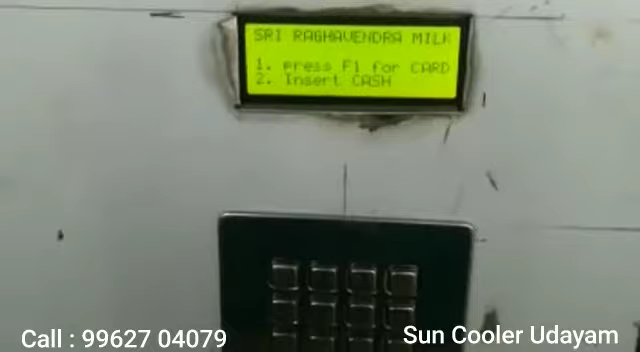 SRI RAGHAVENDRA MILK
1. press F1 for CARD
2. Insert CASH
Call : 99627 04079
Sun Cooler Udayam